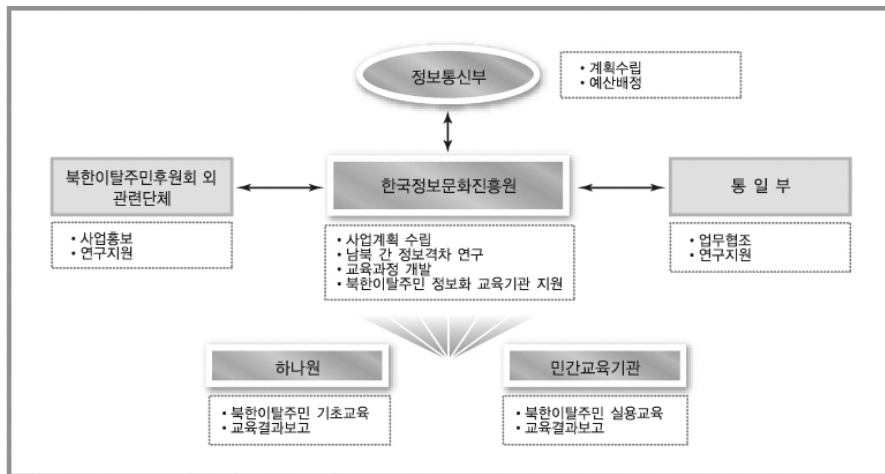 정보통신부
• 계획수립
• 예산배정
북한이탈주민후원회 외
관련단체
• 사업홍보
• 연구지원
한국정보문화진흥원
• 사업계획 수립
• 남북 간 정보격차 연구
• 교육과정 개발
• 북한이탈주민 정보화 교육기관 지원
통 일 부
• 업무협조
• 연구지원
하나원
• 북한이탈주민 기초교육
• 교육결과보고
민간교육기관
• 북한이탈주민 실용교육
• 교육결과보고